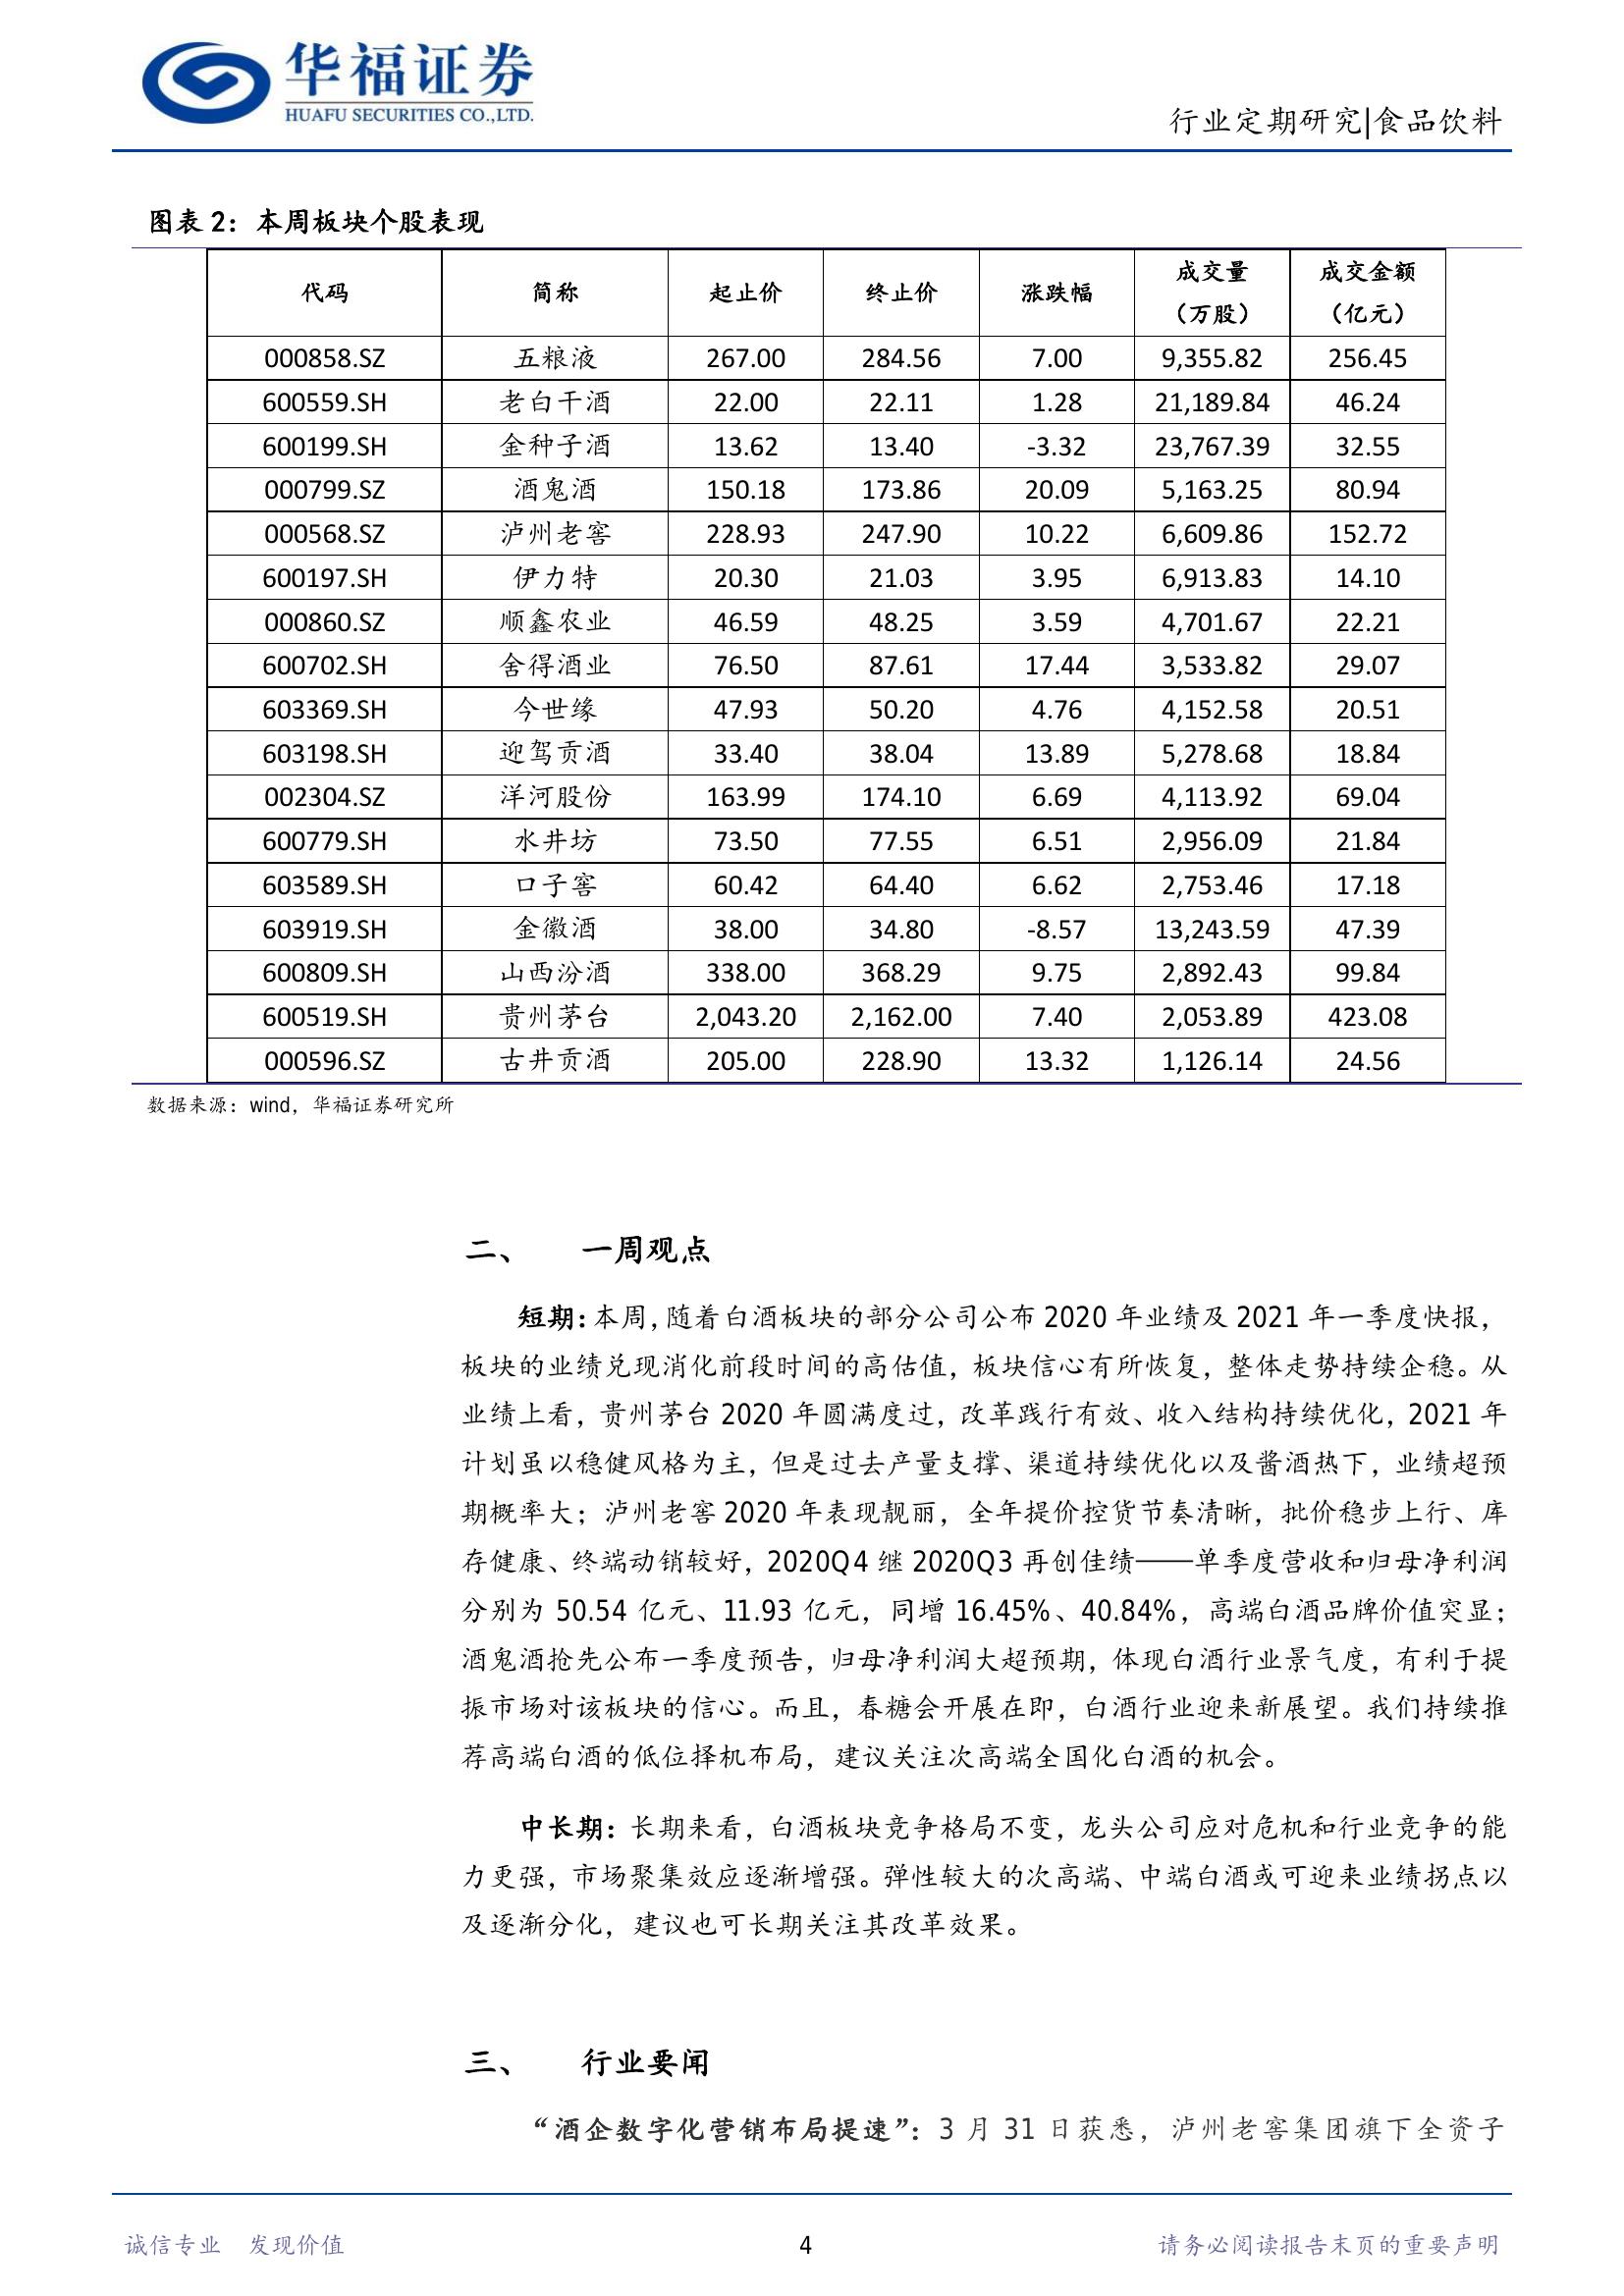 华福证券
HUAFU SECURITIES CO.,LTD.
行业定期研究|食品饮料
图表 2：本周板块个股表现
代码 简称 起止价 终止价 涨跌幅 成交量（万股） 成交金额（亿元）
000858.SZ 五粮液 267.00 284.56 7.00 9,355.82 256.45
600559.SH 老白干酒 22.00 22.11 1.28 21,189.84 46.24
600199.SH 金种子酒 13.62 13.40 -3.32 23,767.39 32.55
000799.SZ 酒鬼酒 150.18 173.86 20.09 5,163.25 80.94
000568.SZ 泸州老窖 228.93 247.90 10.22 6,609.86 152.72
600197.SH 伊力特 20.30 21.03 3.95 6,913.83 14.10
000860.SZ 顺鑫农业 46.59 48.25 3.59 4,701.67 22.21
600702.SH 舍得酒业 76.50 87.61 17.44 3,533.82 29.07
603369.SH 今世缘 47.93 50.20 4.76 4,152.58 20.51
603198.SH 迎驾贡酒 33.40 38.04 13.89 5,278.68 18.84
002304.SZ 洋河股份 163.99 174.10 6.69 4,113.92 69.04
600779.SH 水井坊 73.50 77.55 6.51 2,956.09 21.84
603589.SH 口子窖 60.42 64.40 6.62 2,753.46 17.18
603919.SH 金徽酒 38.00 34.80 -8.57 13,243.59 47.39
600809.SH 山西汾酒 338.00 368.29 9.75 2,892.43 99.84
600519.SH 贵州茅台 2,043.20 2,162.00 7.40 2,053.89 423.08
000596.SZ 古井贡酒 205.00 228.90 13.32 1,126.14 24.56
数据来源：wind，华福证券研究所
二、 一周观点
短期：本周，随着白酒板块的部分公司公布 2020 年业绩及 2021 年一季度快报，
板块的业绩兑现消化前段时间的高估值，板块信心有所恢复，整体走势持续企稳。从
业绩上看，贵州茅台 2020 年圆满度过，改革践行有效、收入结构持续优化，2021 年
计划虽以稳健风格为主，但是过去产量支撑、渠道持续优化以及酱酒热下，业绩超预
期概率大；泸州老窖 2020 年表现靓丽，全年提价控货节奏清晰，批价稳步上行、库
存健康、终端动销较好，2020Q4 继 2020Q3 再创佳绩——单季度营收和归母净利润
分别为 50.54 亿元、11.93 亿元，同增 16.45%、40.84%，高端白酒品牌价值突显；
酒鬼酒抢先公布一季度预告，归母净利润大超预期，体现白酒行业景气度，有利于提
振市场对该板块的信心。而且，春糖会开展在即，白酒行业迎来新展望。我们持续推
荐高端白酒的低位择机布局，建议关注次高端全国化白酒的机会。
中长期：长期来看，白酒板块竞争格局不变，龙头公司应对危机和行业竞争的能
力更强，市场聚集效应逐渐增强。弹性较大的次高端、中端白酒或可迎来业绩拐点以
及逐渐分化，建议也可长期关注其改革效果。
三、 行业要闻
“酒企数字化营销布局提速”：3 月 31 日获悉，泸州老窖集团旗下全资子
诚信专业 发现价值 4 请务必阅读报告末页的重要声明